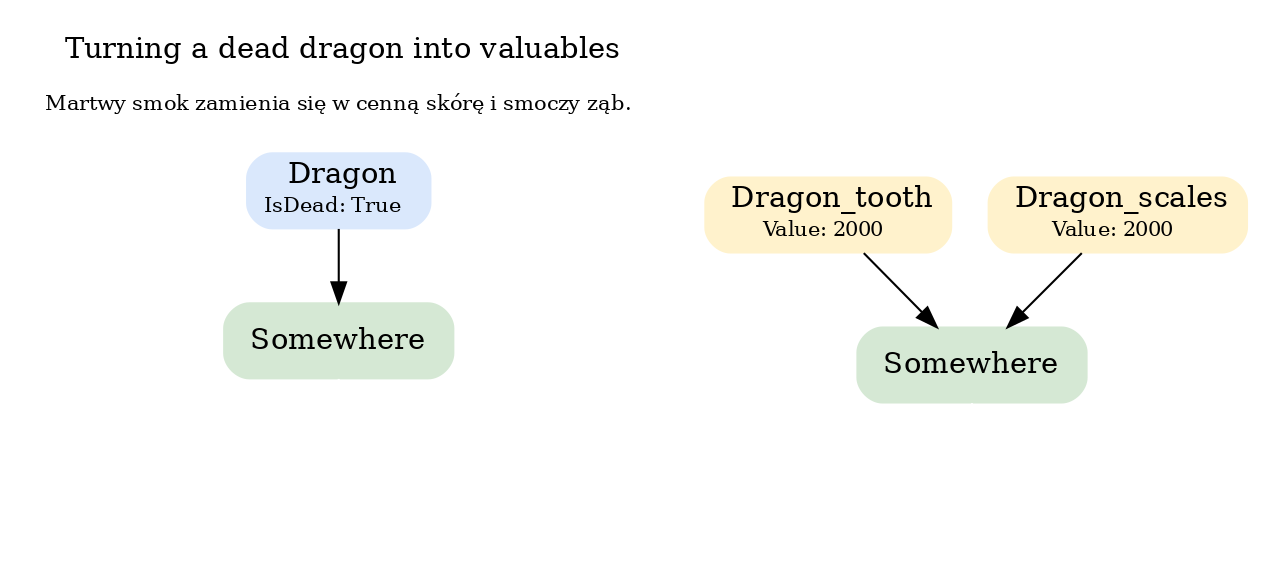 Turning a dead dragon into valuables
Martwy smok zamienia się w cenną skórę i smoczy ząb.
Dragon
IsDead: True
Somewhere
Dragon_tooth
Value: 2000
Dragon_scales
Value: 2000
Somewhere